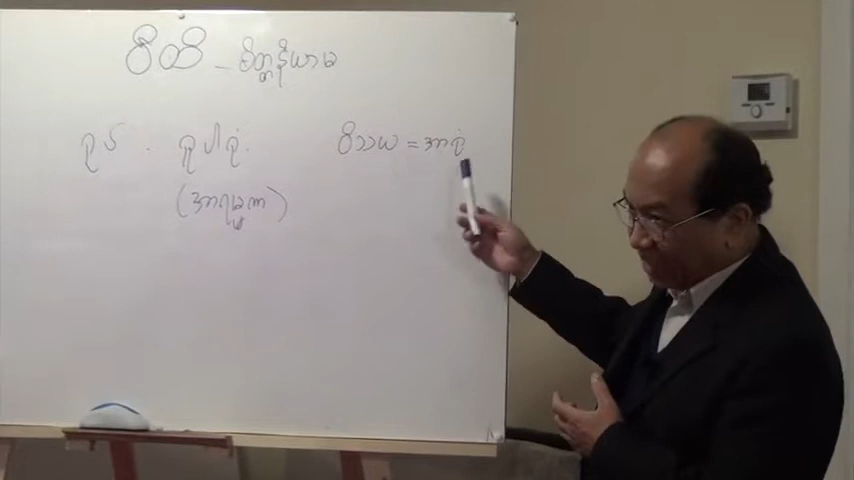 ဝီထိ - စိတ္တနိယာမ
ရုပ် . ရူပါရုံ . ဝိသယ = အာရုံ
(အာရမ္မဏ)